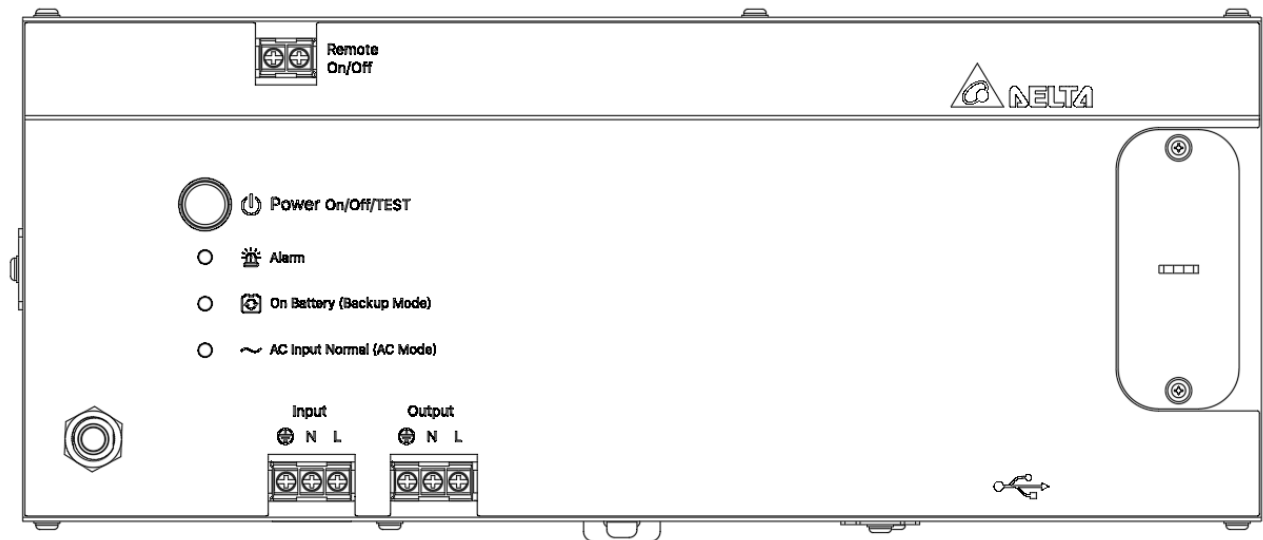 Remote
On/Off
DELTA
Power On/Off/TEST
Alarm
On Battery (Backup Mode)
AC Input Normal (AC Mode)
Input
Output
N L
N L